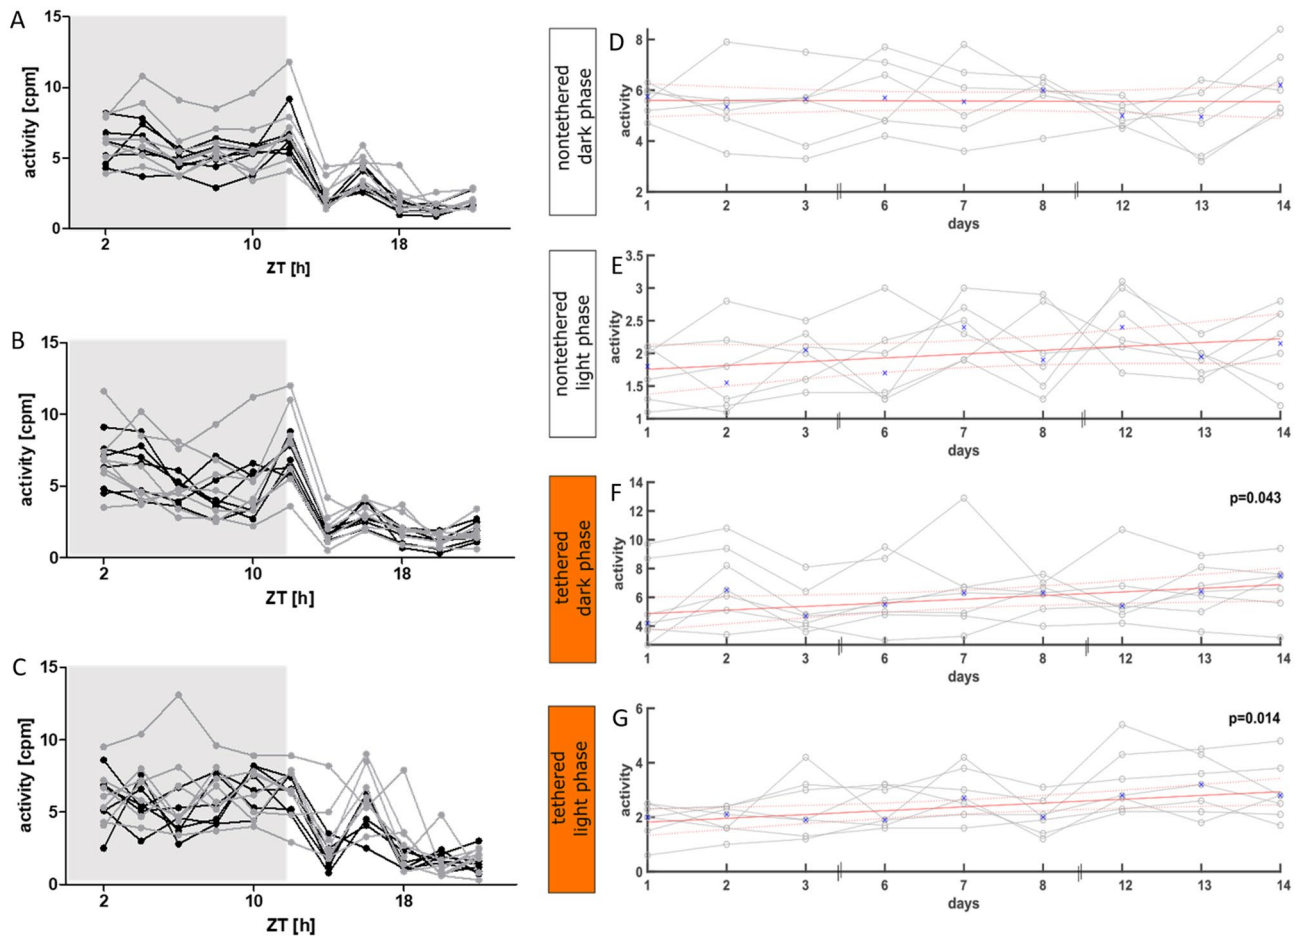 A
15
10
5
0
activity [cpm]
2
10
18
ZT [h]
B
15
10
5
0
activity [cpm]
2
10
18
ZT [h]
C
15
10
5
0
activity [cpm]
2
10
18
ZT [h]
nontethered
dark phase
D
8
6
4
2
activity
1
2
3
6
7
8
12
13
14
days
nontethered
light phase
E
3.5
3
2.5
2
1.5
1
activity
1
2
3
6
7
8
12
13
14
days
tethered
dark phase
F
14
12
10
8
6
4
activity
p=0.043
1
2
3
6
7
8
12
13
14
days
tethered
light phase
G
6
4
2
0
activity
p=0.014
1
2
3
6
7
8
12
13
14
days